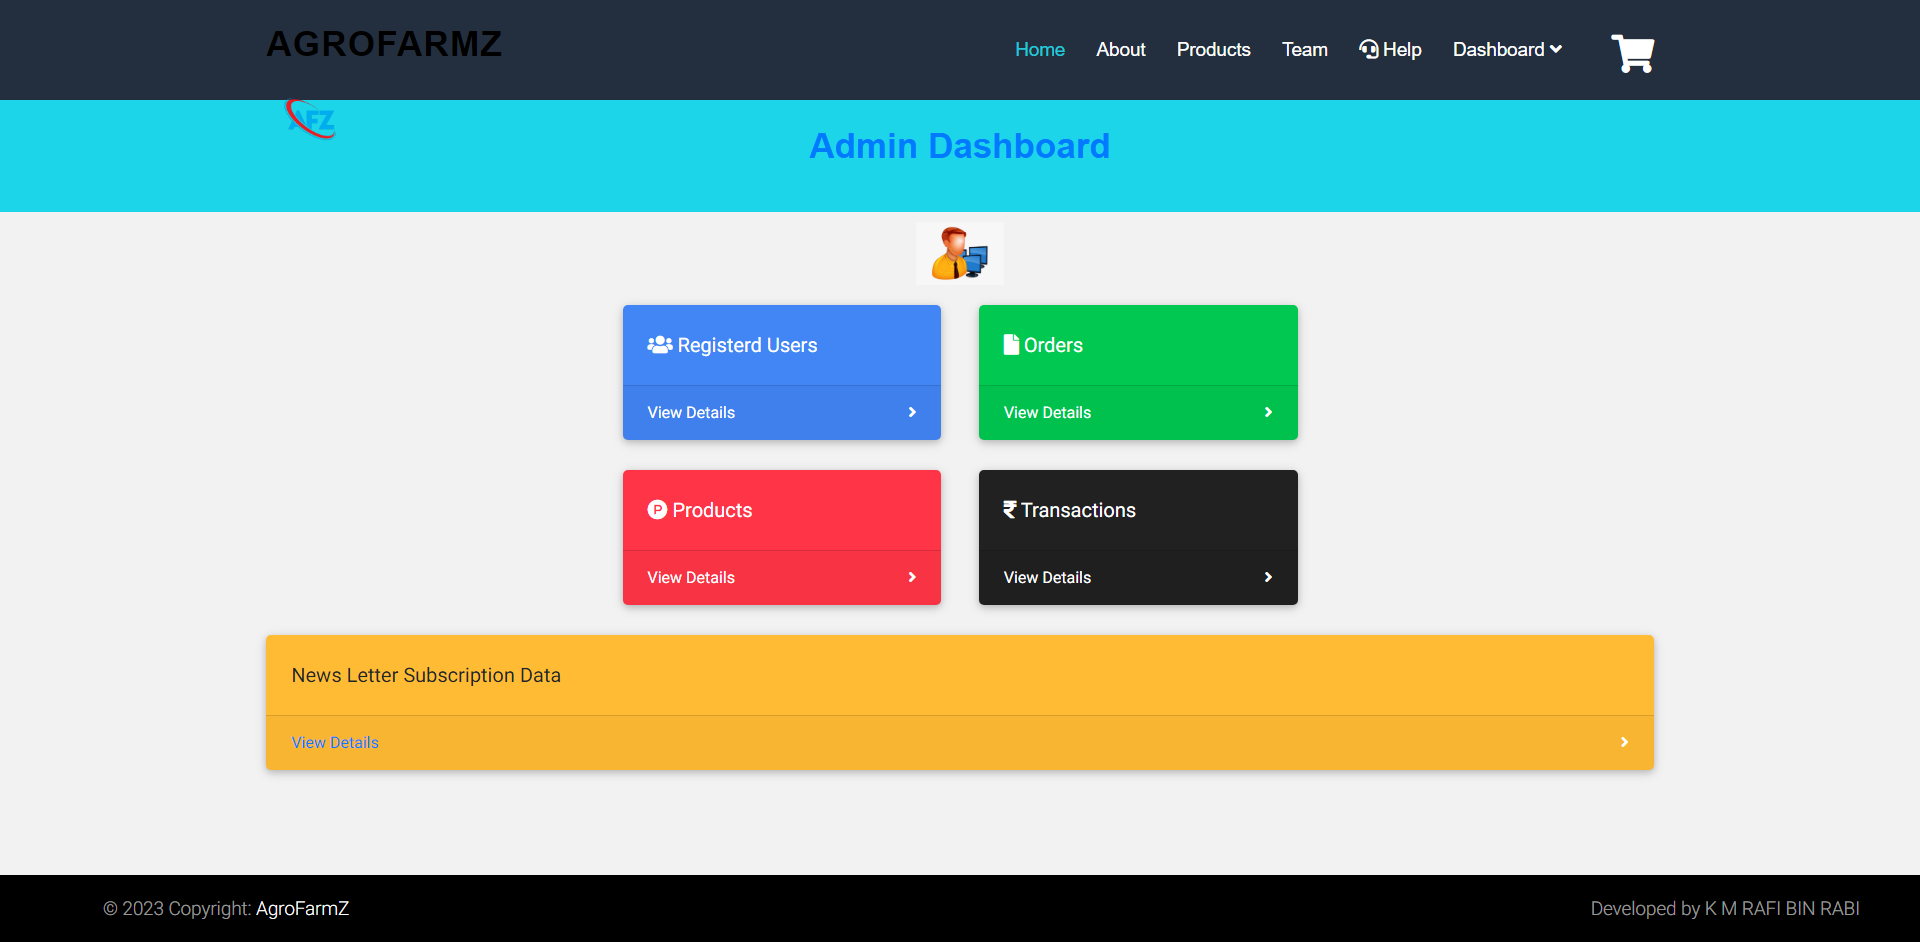 AGROFARMZ
Home About Products Team Help Dashboard
AFZ
Admin Dashboard
Registerd Users
View Details
Orders
View Details
P Products
View Details
₹ Transactions
View Details
News Letter Subscription Data
View Details
© 2023 Copyright: AgroFarmZ
Developed by K M RAFI BIN RABI